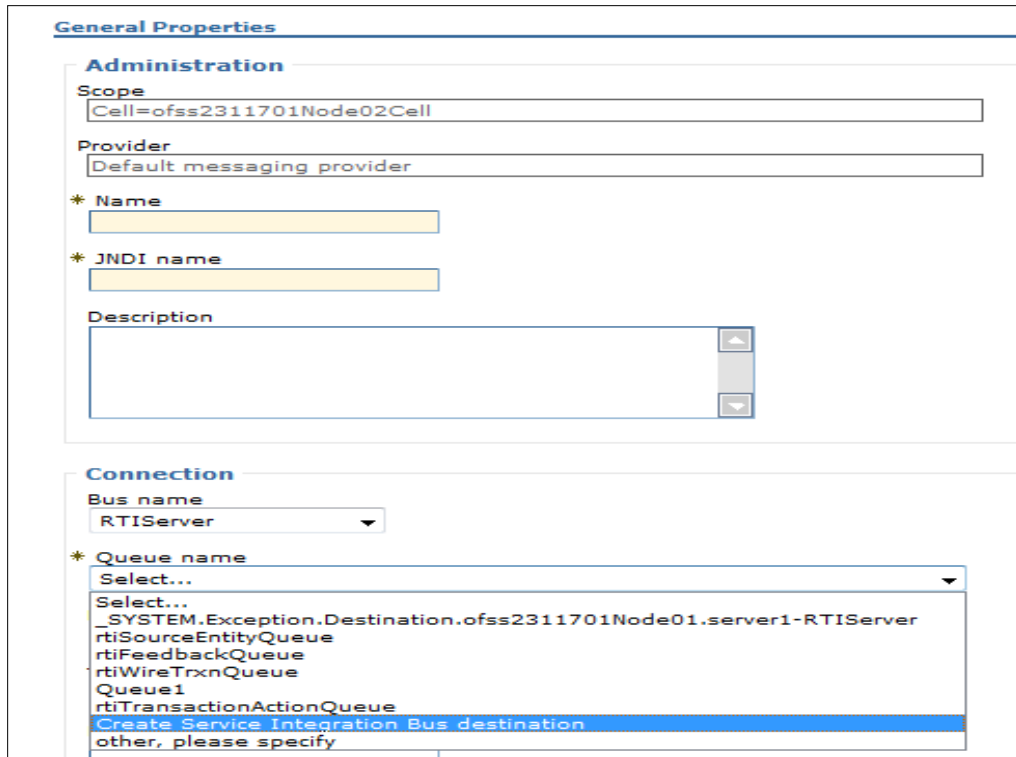 General Properties
Administration
Scope
Cell=ofss2311701Node02Cell
Provider
Default messaging provider
* Name
* JNDI name
Description
Connection
Bus name
RTIServer
* Queue name
Select...
Select...
_SYSTEM.Exception.Destination.ofss2311701Node01.server1-RTIServer
rtiSourceEntityQueue
rtiFeedbackQueue
rtiWireTrxnQueue
Queue1
rtiTransactionActionQueue
Create Service Integration Bus destination
other, please specify